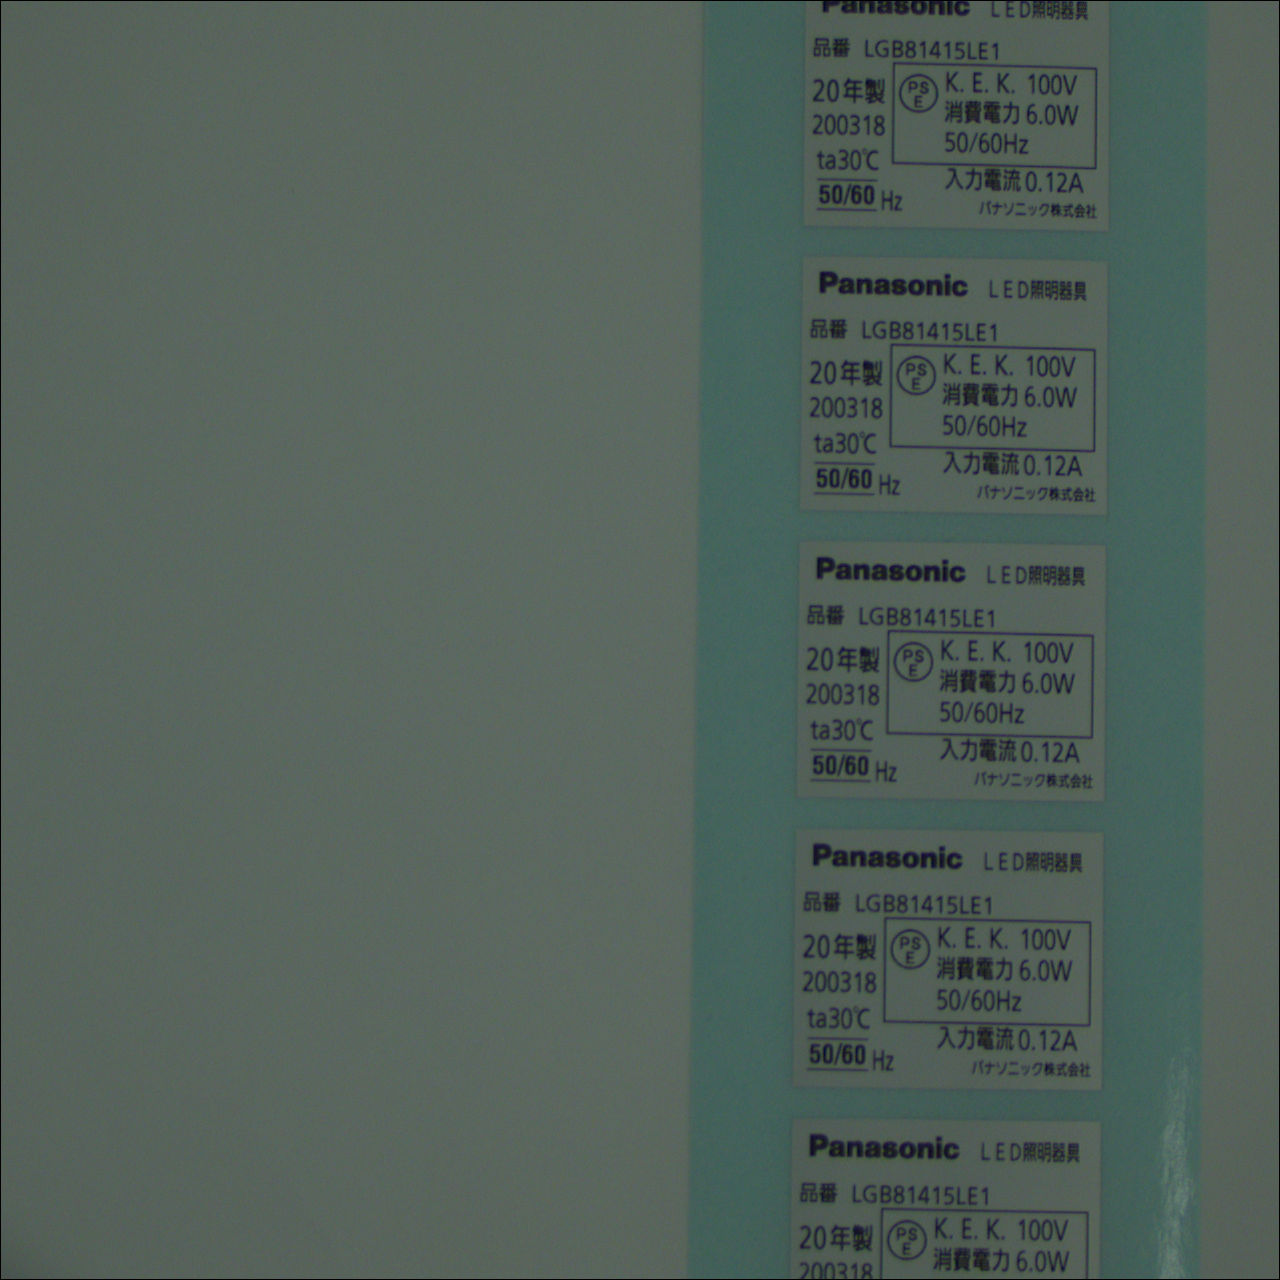 Panasonic LED照明器具
品番 LGB81415LE1
20年製 PSE K. E. K. 100V
200318 消費電力 6.0W
50/60Hz
ta30℃
入力電流 0.12A
50/60 Hz
パナソニック株式会社
Panasonic LED照明器具
品番 LGB81415LE1
20年製 PSE K. E. K. 100V
200318 消費電力 6.0W
50/60Hz
ta30℃
入力電流 0.12A
50/60 Hz
パナソニック株式会社
Panasonic LED照明器具
品番 LGB81415LE1
20年製 PSE K. E. K. 100V
200318 消費電力 6.0W
50/60Hz
ta30℃
入力電流 0.12A
50/60 Hz
パナソニック株式会社
Panasonic LED照明器具
品番 LGB81415LE1
20年製 PSE K. E. K. 100V
200318 消費電力 6.0W
50/60Hz
ta30℃
入力電流 0.12A
50/60 Hz
パナソニック株式会社
Panasonic LED照明器具
品番 LGB81415LE1
20年製 PSE K. E. K. 100V
200318 消費電力 6.0W